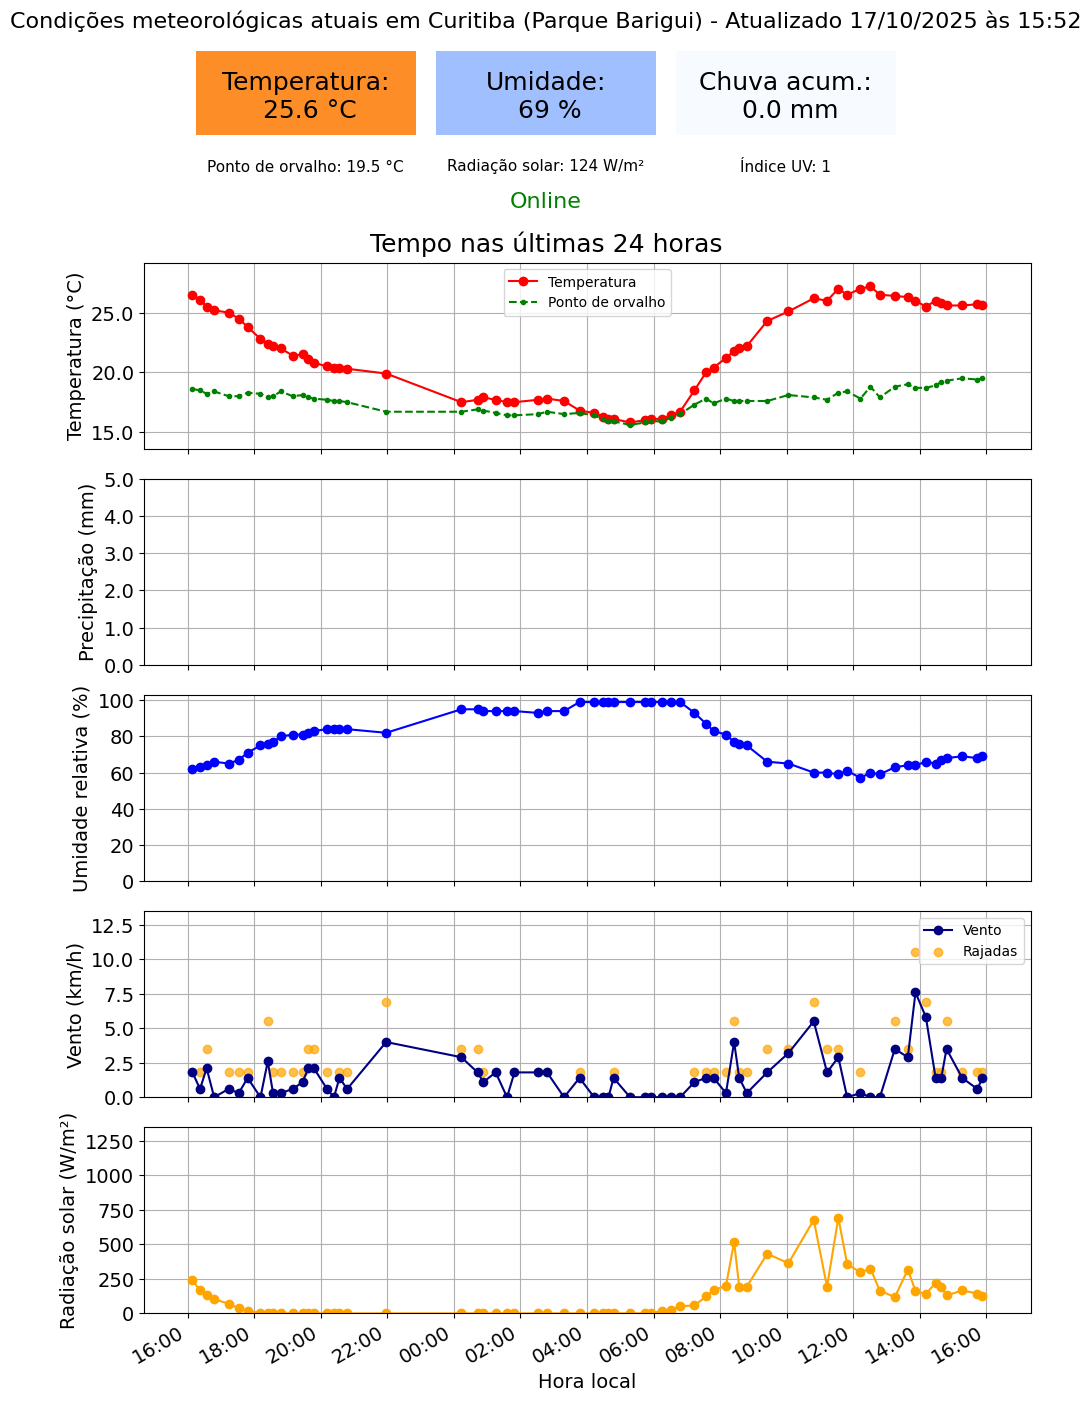 Condições meteorológicas atuais em Curitiba (Parque Barigui) - Atualizado 17/10/2025 às 15:52
Temperatura:
25.6 °C
Umidade:
69 %
Chuva acum.:
0.0 mm
Ponto de orvalho: 19.5 °C
Radiação solar: 124 W/m²
Índice UV: 1
Online
Tempo nas últimas 24 horas
Temperatura (°C)
25.0
20.0
15.0
Temperatura
Ponto de orvalho
Precipitação (mm)
5.0
4.0
3.0
2.0
1.0
0.0
Umidade relativa (%)
100
80
60
40
20
0
Vento (km/h)
12.5
10.0
7.5
5.0
2.5
0.0
Vento
Rajadas
Radiação solar (W/m²)
1250
1000
750
500
250
0
16:00
18:00
20:00
22:00
00:00
02:00
04:00
06:00
08:00
10:00
12:00
14:00
16:00
Hora local